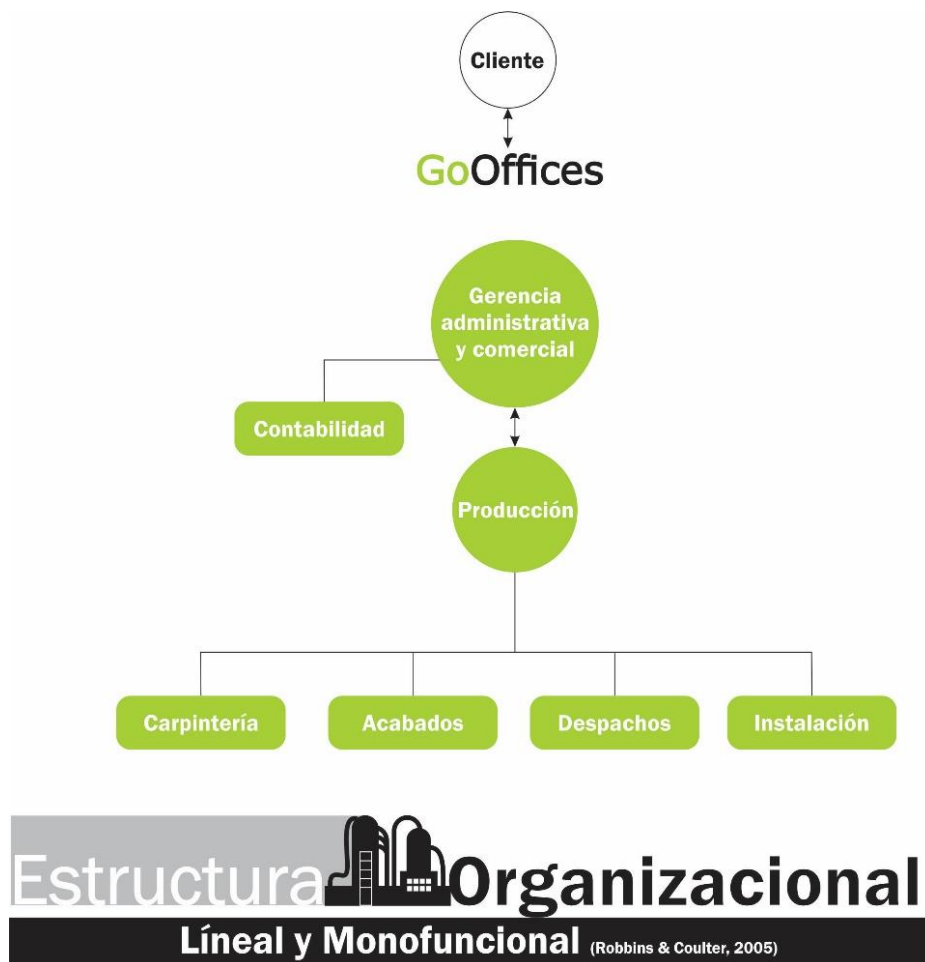 Cliente
GoOffices
Gerencia
administrativa
y comercial
Contabilidad
Producción
Carpintería
Acabados
Despachos
Instalación
Estructura Organizacional
Líneal y Monofuncional (Robbins & Coulter, 2005)